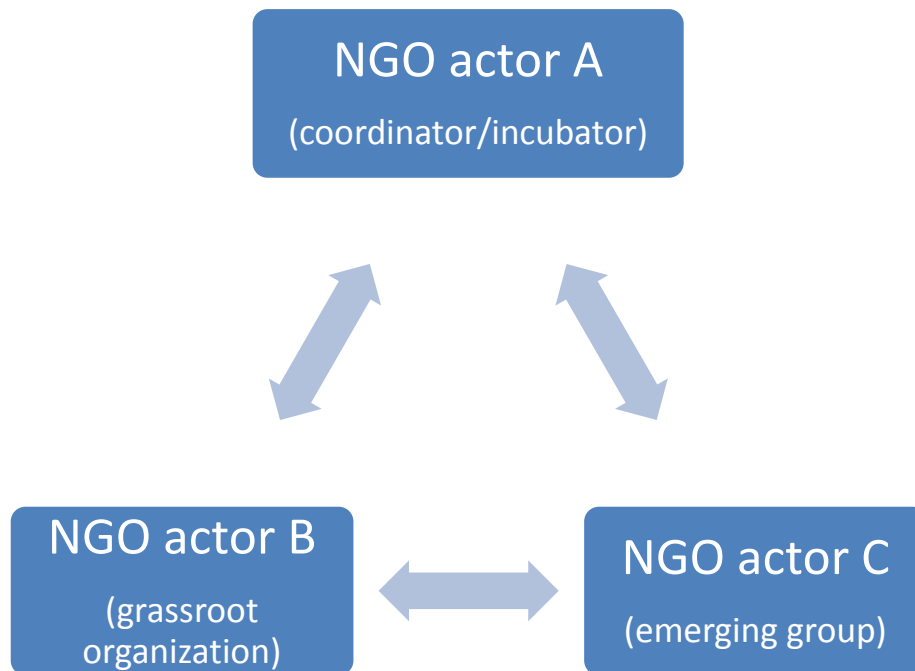 NGO actor A
(coordinator/incubator)
NGO actor B
(grassroot
organization)
NGO actor C
(emerging group)